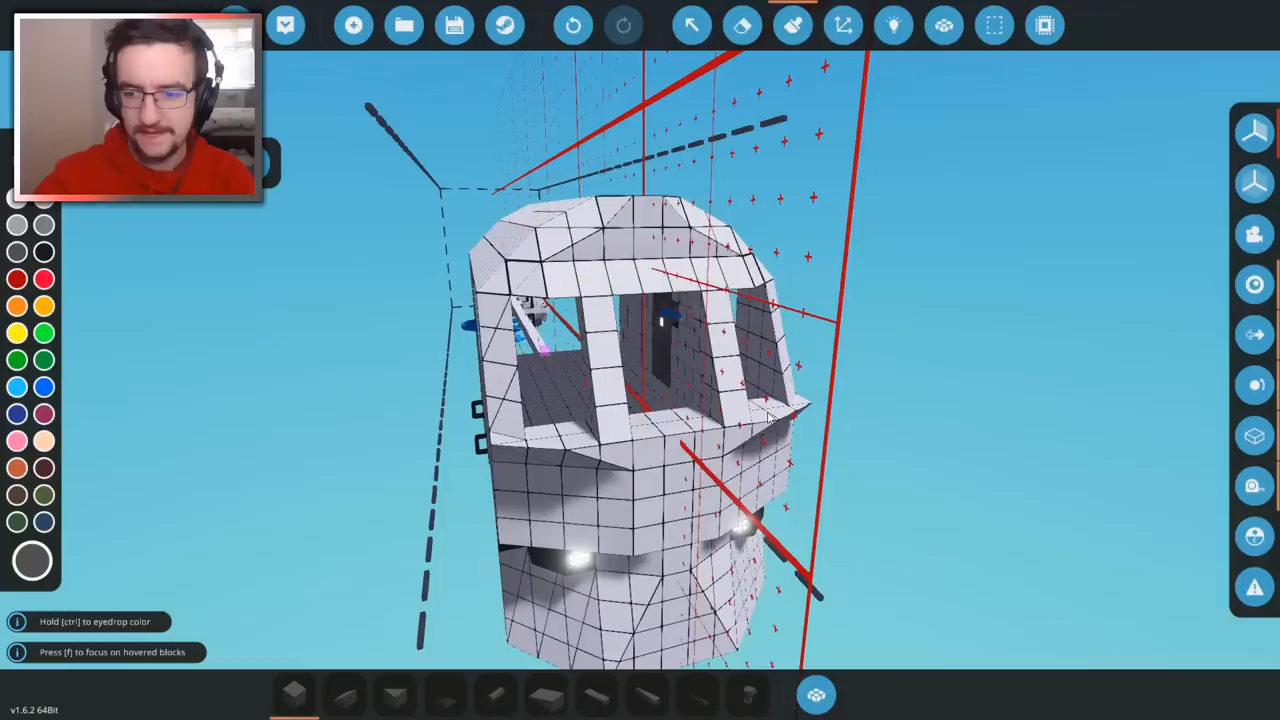 Hold [ctrl] to eyedrop color
Press [f] to focus on hovered blocks
v1.6.2 64Bit